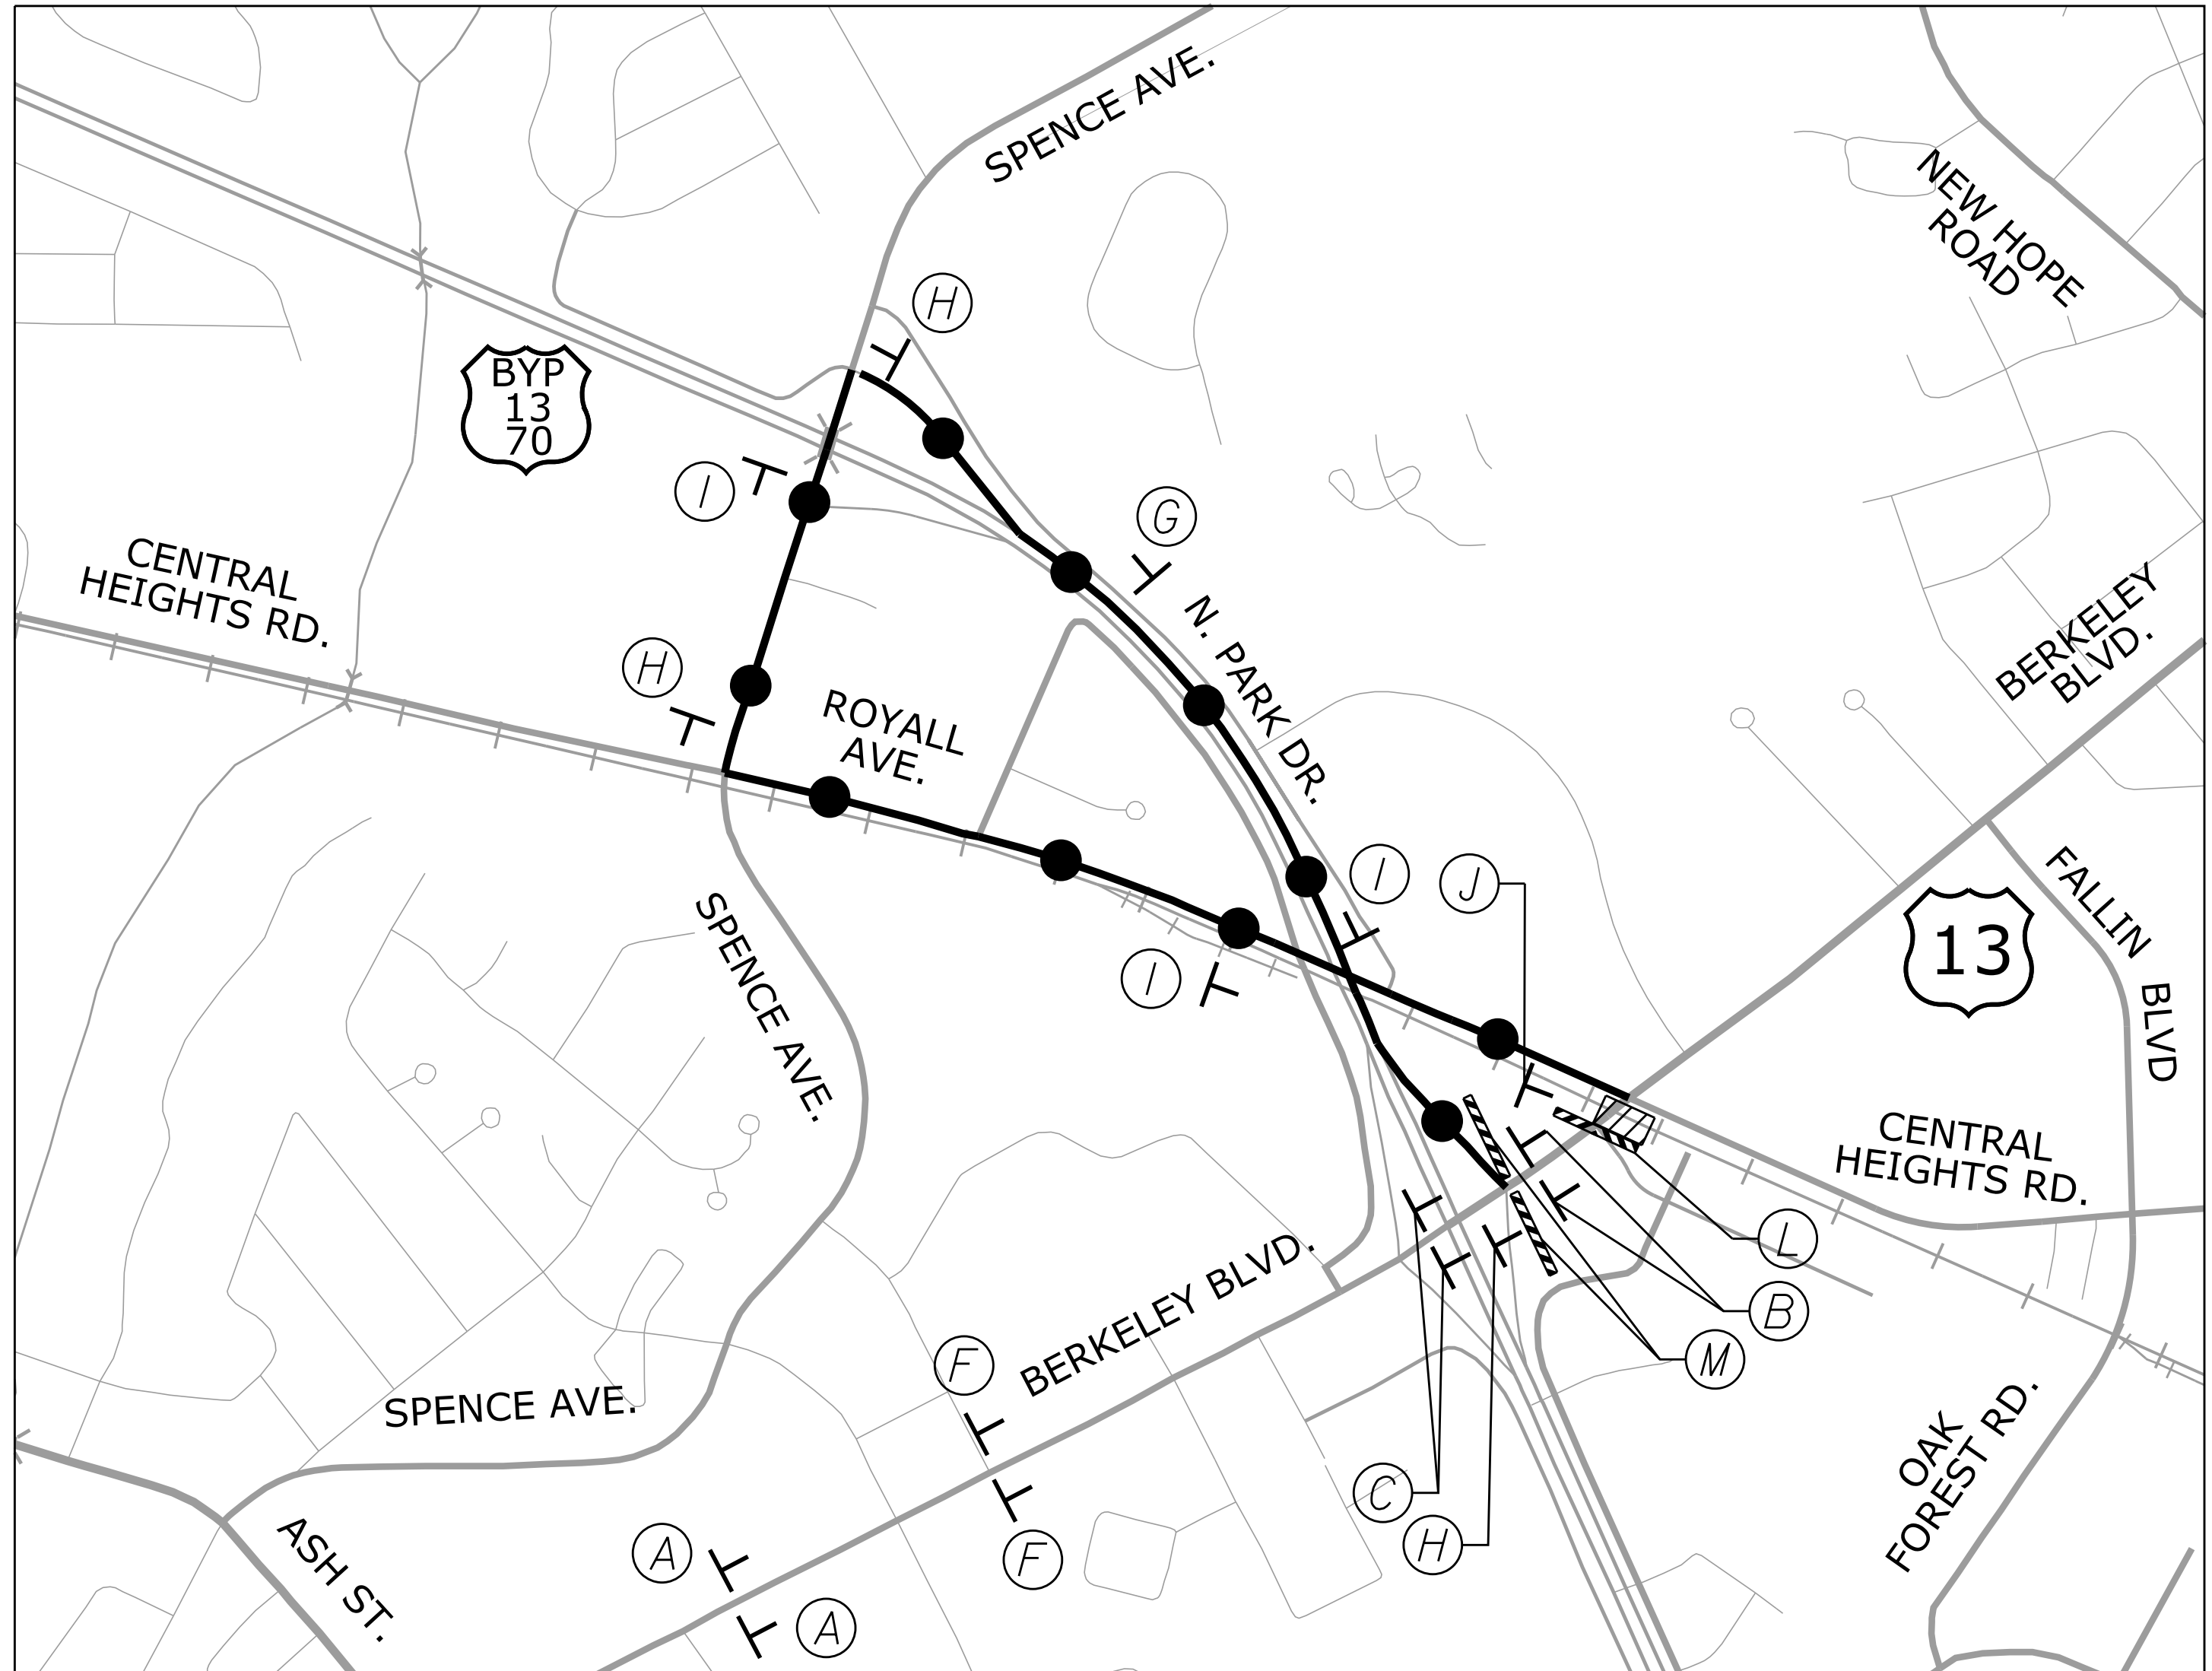 SPENCE AVE.
NEW HOPE
ROAD
H
BYP
13
70
I
G
CENTRAL
HEIGHTS RD.
N. PARK DR.
BERKELEY
BLVD.
H
ROYALL
AVE.
I
J
FALLIN BLVD
13
SPENCE AVE.
I
CENTRAL
HEIGHTS RD.
L
BERKELEY BLVD.
B
M
F
SPENCE AVE.
OAK
FOREST RD.
C
H
ASH ST.
A
F
A